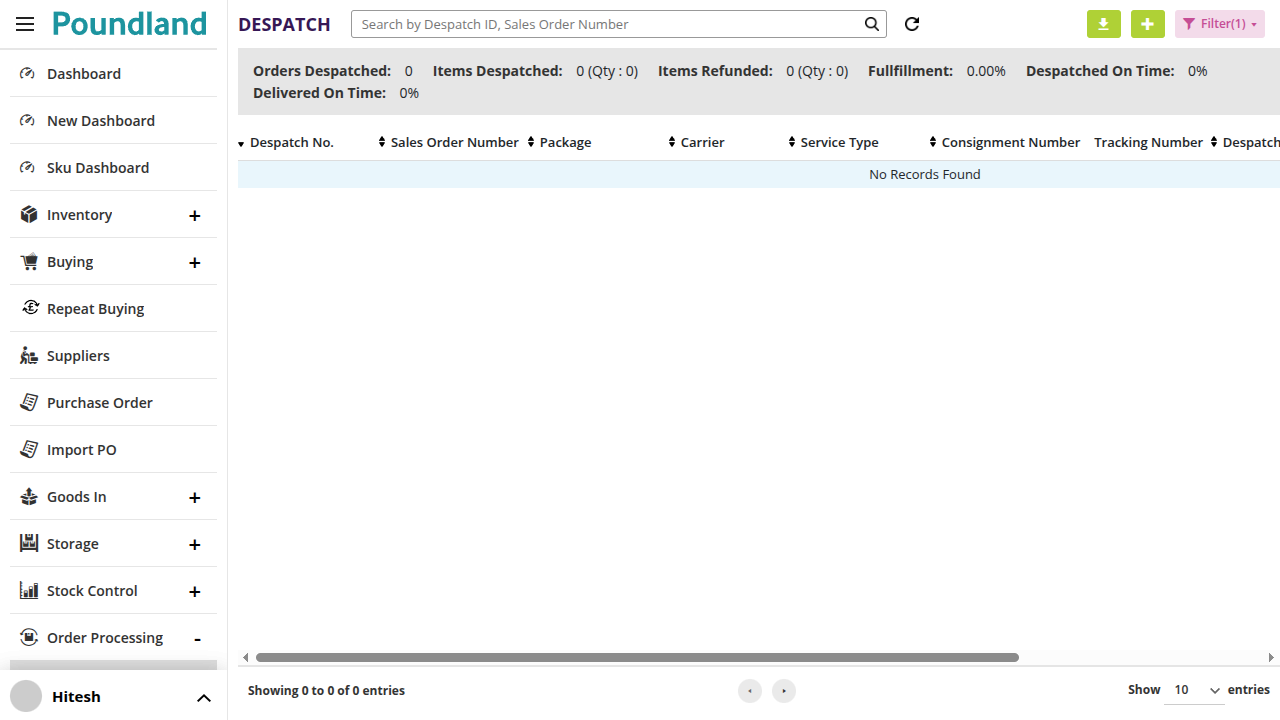 Poundland
DESPATCH
Search by Despatch ID, Sales Order Number
Filter(1)
Dashboard
New Dashboard
Sku Dashboard
Inventory +
Buying +
Repeat Buying
Suppliers
Purchase Order
Import PO
Goods In +
Storage +
Stock Control +
Order Processing -
Hitesh
Orders Despatched: 0 Items Despatched: 0 (Qty : 0) Items Refunded: 0 (Qty : 0) Fullfillment: 0.00% Despatched On Time: 0%
Delivered On Time: 0%
Despatch No. Sales Order Number Package Carrier Service Type Consignment Number Tracking Number Despatch
No Records Found
Showing 0 to 0 of 0 entries
Show 10 entries